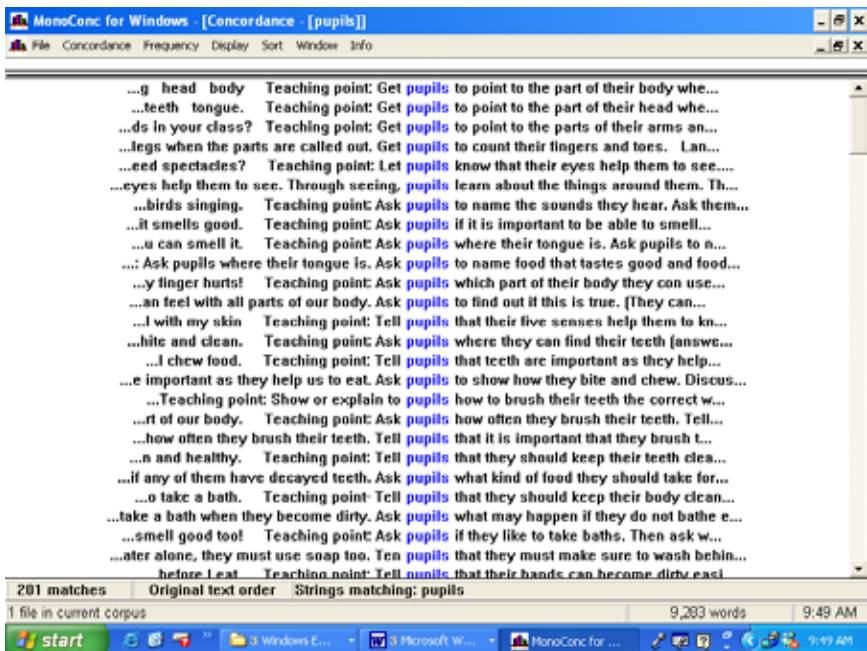 MonoConc for Windows - [Concordance - [pupils]]
File Concordance Frequency Display Sort Window Info
...g head body Teaching point: Get pupils to point to the part of their body whe...
...teeth tongue. Teaching point: Get pupils to point to the part of their head whe...
...ds in your class? Teaching point: Get pupils to point to the parts of their arms an...
...legs when the parts are called out. Get pupils to count their fingers and toes. Lan...
...eed spectacles? Teaching point: Let pupils know that their eyes help them to see....
...eyes help them to see. Through seeing, pupils learn about the things around them. Th...
...birds singing. Teaching point: Ask pupils to name the sounds they hear. Ask them...
...it smells good. Teaching point: Ask pupils if it is important to be able to smell...
...u can smell it. Teaching point: Ask pupils where their tongue is. Ask pupils to n...
...: Ask pupils where their tongue is. Ask pupils to name food that tastes good and food...
...y finger hurts! Teaching point: Ask pupils which part of their body they con use...
...an feel with all parts of our body. Ask pupils to find out if this is true. (They can...
...l with my skin Teaching point: Tell pupils that their five senses help them to kn...
...hite and clean. Teaching point: Ask pupils where they can find their teeth (answe...
...I chew food. Teaching point: Tell pupils that teeth are important as they help...
...e important as they help us to eat. Ask pupils to show how they bite and chew. Discus...
...Teaching point: Show or explain to pupils how to brush their teeth the correct w...
...rt of our body. Teaching point: Ask pupils how often they brush their teeth. Tell...
...how often they brush their teeth. Tell pupils that it is important that they brush t...
...n and healthy. Teaching point: Tell pupils that they should keep their teeth clea...
...if any of them have decayed teeth. Ask pupils what kind of food they should take for...
...o take a bath. Teaching point- Tell pupils that they should keep their body clean...
...take a bath when they become dirty. Ask pupils what may happen if they do not bathe e...
...smell good too! Teaching point: Ask pupils if they like to take baths. Then ask w...
...ater alone, they must use soap too. Ten pupils that they must make sure to wash behin...
before I eat Teaching point: Tell pupils that their hands can become dirty easi
201 matches Original text order Strings matching: pupils
1 file in current corpus 9,283 words 9:49 AM
start 3 Windows E... 3 Microsoft W... MonoConc for ... 9:49 AM